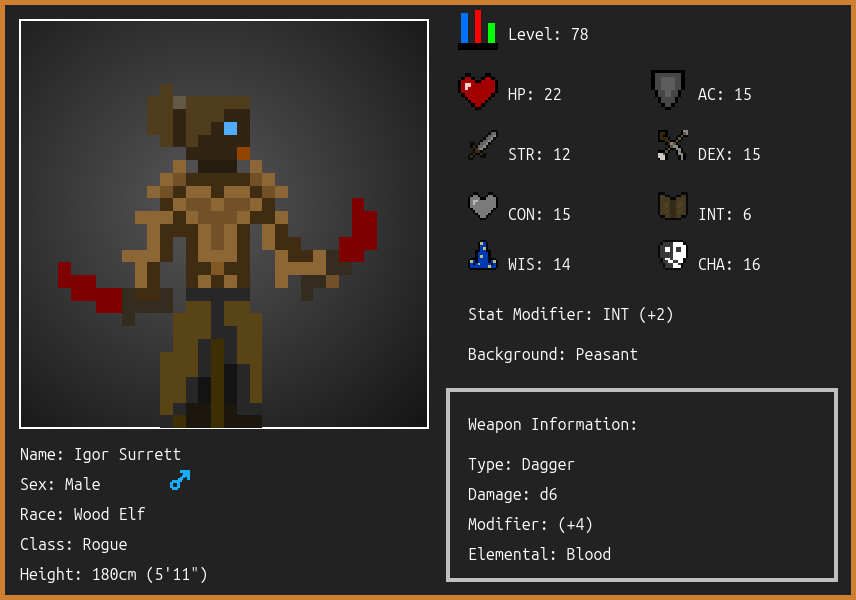 Level: 78
HP: 22
AC: 15
STR: 12
DEX: 15
CON: 15
INT: 6
WIS: 14
CHA: 16
Stat Modifier: INT (+2)
Background: Peasant
Weapon Information:
Type: Dagger
Damage: d6
Modifier: (+4)
Elemental: Blood
Name: Igor Surrett
Sex: Male
Race: Wood Elf
Class: Rogue
Height: 180cm (5'11")